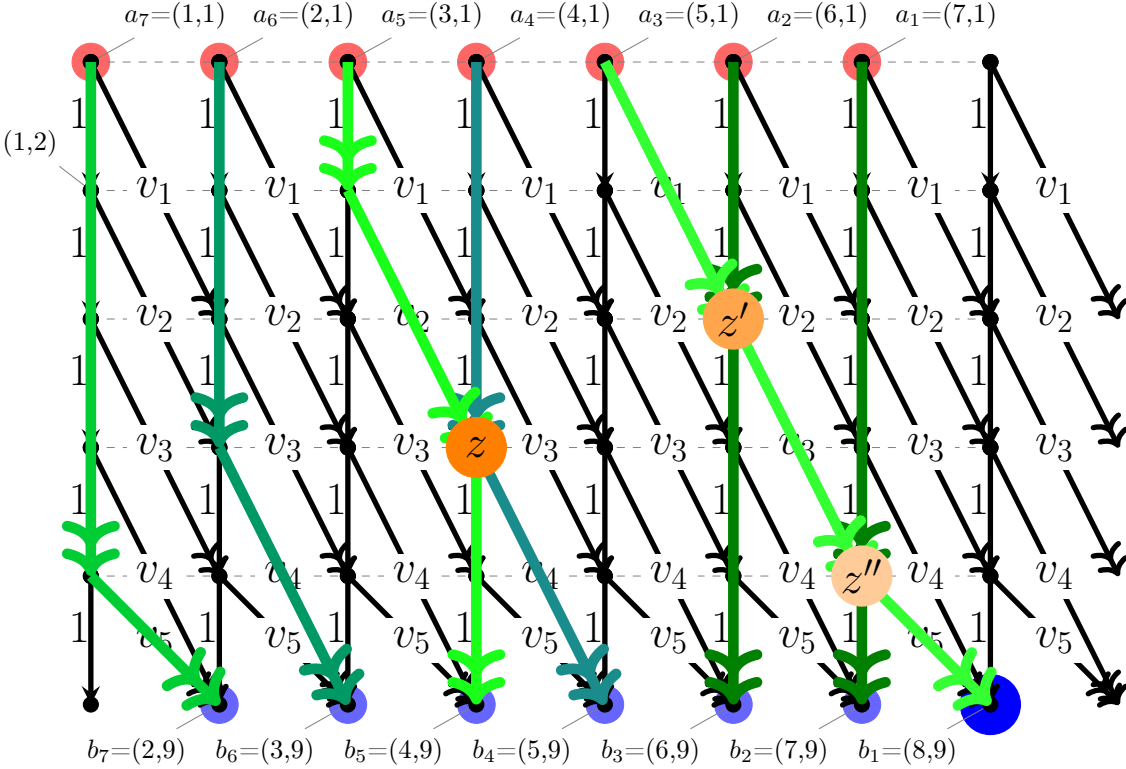 a₇=(1,1) a₆=(2,1) a₅=(3,1) a₄=(4,1) a₃=(5,1) a₂=(6,1) a₁=(7,1)
1 1 1 1 1 1 1 1
(1,2)
v₁ v₁ v₁ v₁ v₁ v₁ v₁ v₁
1 1 1 1 1 1 1 1
v₂ v₂ v₂ v₂ v₂ z′ v₂ v₂ v₂
1 1 1 1 1 1 1 1
v₃ v₃ v₃ z v₃ v₃ v₃ v₃ v₃
1 1 1 1 1 1 1 1
v₄ v₄ v₄ v₄ v₄ v₄ z″ v₄ v₄
1 v₅ 1 v₅ 1 v₅ 1 v₅ 1 v₅ 1 v₅ 1 v₅ 1 v₅
b₇=(2,9) b₆=(3,9) b₅=(4,9) b₄=(5,9) b₃=(6,9) b₂=(7,9) b₁=(8,9)